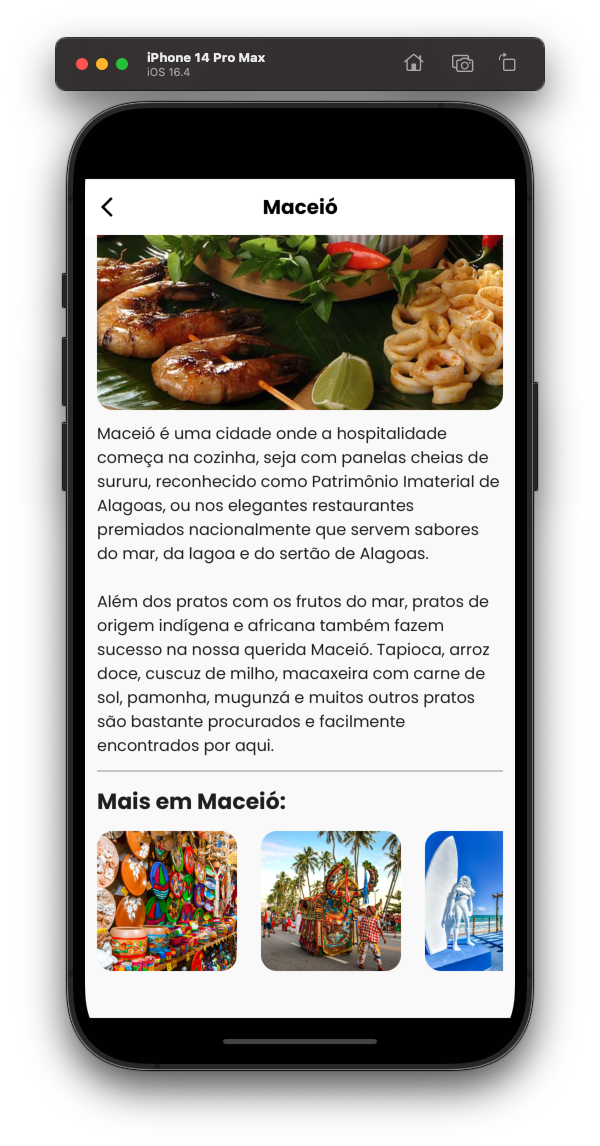 iPhone 14 Pro Max
iOS 16.4
Maceió
Maceió é uma cidade onde a hospitalidade
começa na cozinha, seja com panelas cheias de
sururu, reconhecido como Patrimônio Imaterial de
Alagoas, ou nos elegantes restaurantes
premiados nacionalmente que servem sabores
do mar, da lagoa e do sertão de Alagoas.
Além dos pratos com os frutos do mar, pratos de
origem indígena e africana também fazem
sucesso na nossa querida Maceió. Tapioca, arroz
doce, cuscuz de milho, macaxeira com carne de
sol, pamonha, mugunzá e muitos outros pratos
são bastante procurados e facilmente
encontrados por aqui.
Mais em Maceió: